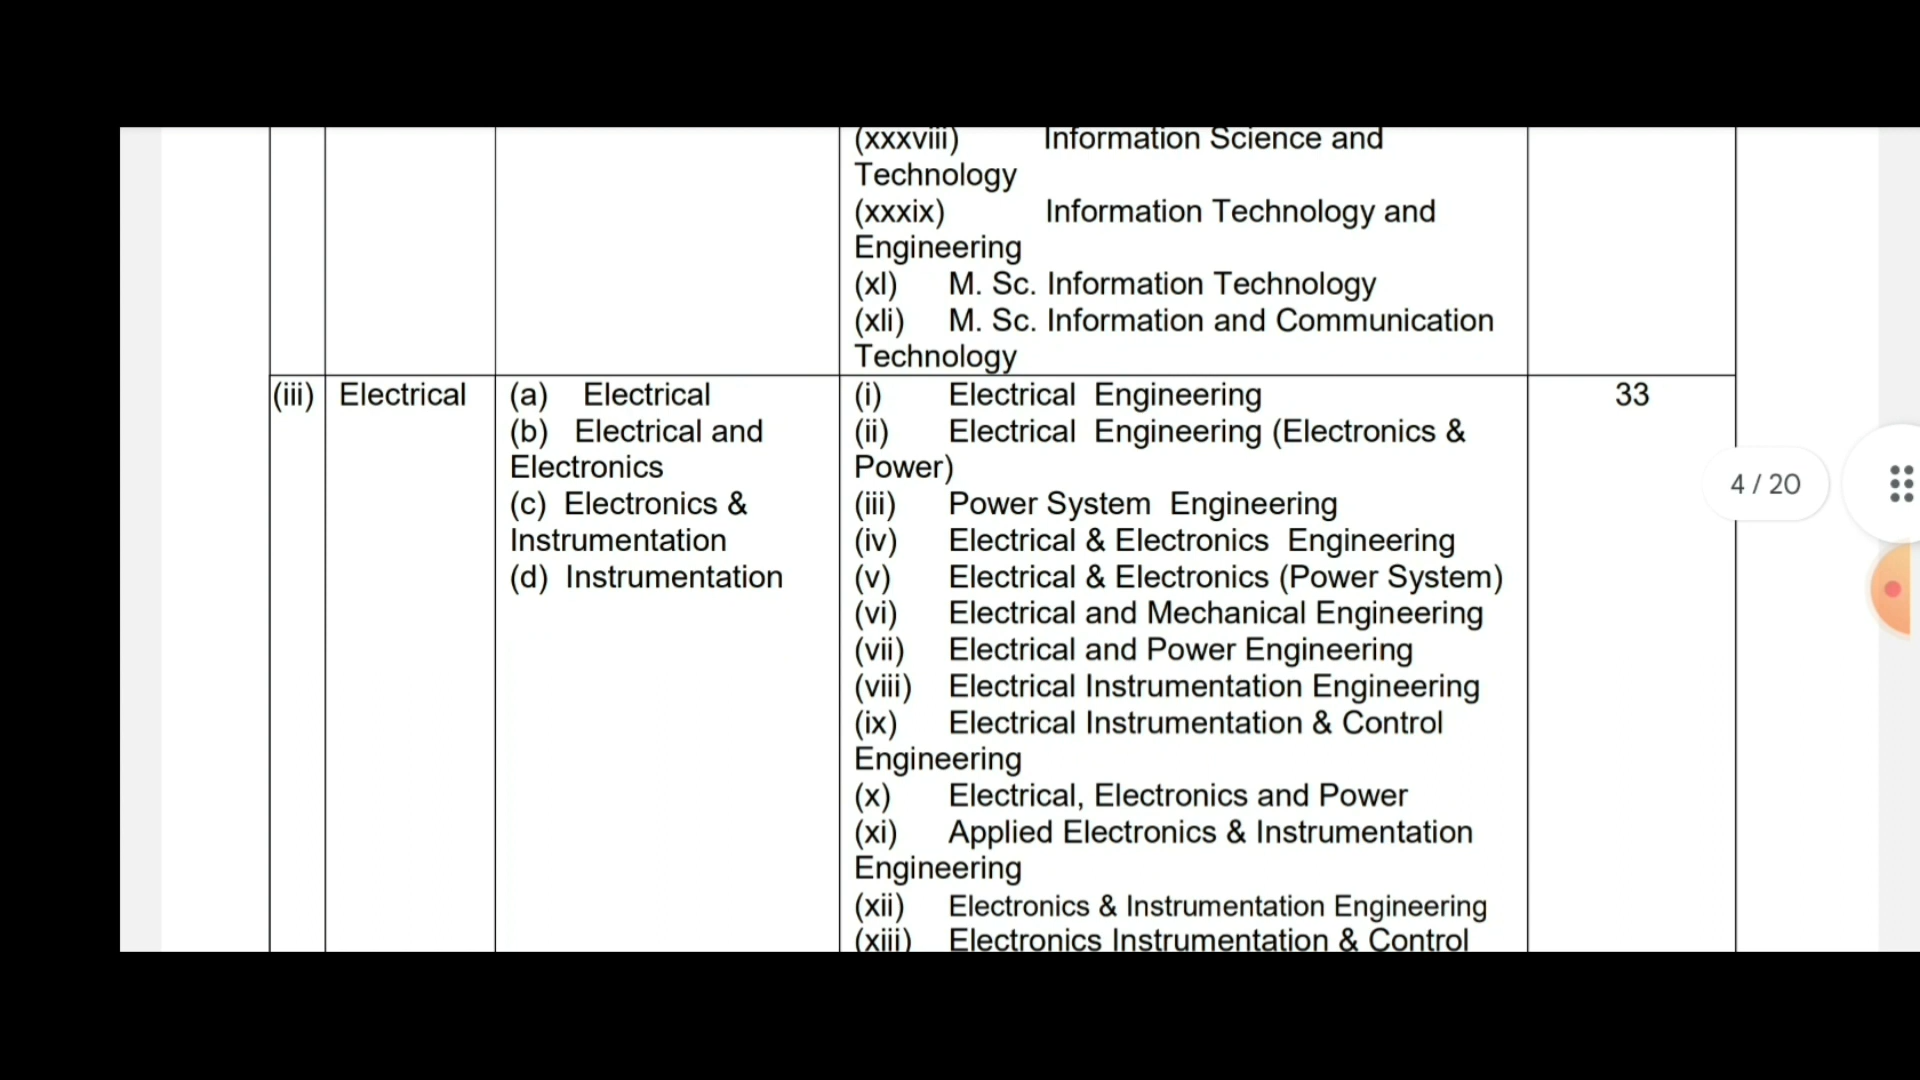 (xxxviii) Information Science and
Technology
(xxxix) Information Technology and
Engineering
(xl) M. Sc. Information Technology
(xli) M. Sc. Information and Communication
Technology
(iii) Electrical (a) Electrical (i) Electrical Engineering 33
(b) Electrical and (ii) Electrical Engineering (Electronics &
Electronics Power)
(c) Electronics & (iii) Power System Engineering
Instrumentation (iv) Electrical & Electronics Engineering
(d) Instrumentation (v) Electrical & Electronics (Power System)
(vi) Electrical and Mechanical Engineering
(vii) Electrical and Power Engineering
(viii) Electrical Instrumentation Engineering
(ix) Electrical Instrumentation & Control
Engineering
(x) Electrical, Electronics and Power
(xi) Applied Electronics & Instrumentation
Engineering
(xii) Electronics & Instrumentation Engineering
(xiii) Electronics Instrumentation & Control
4 / 20